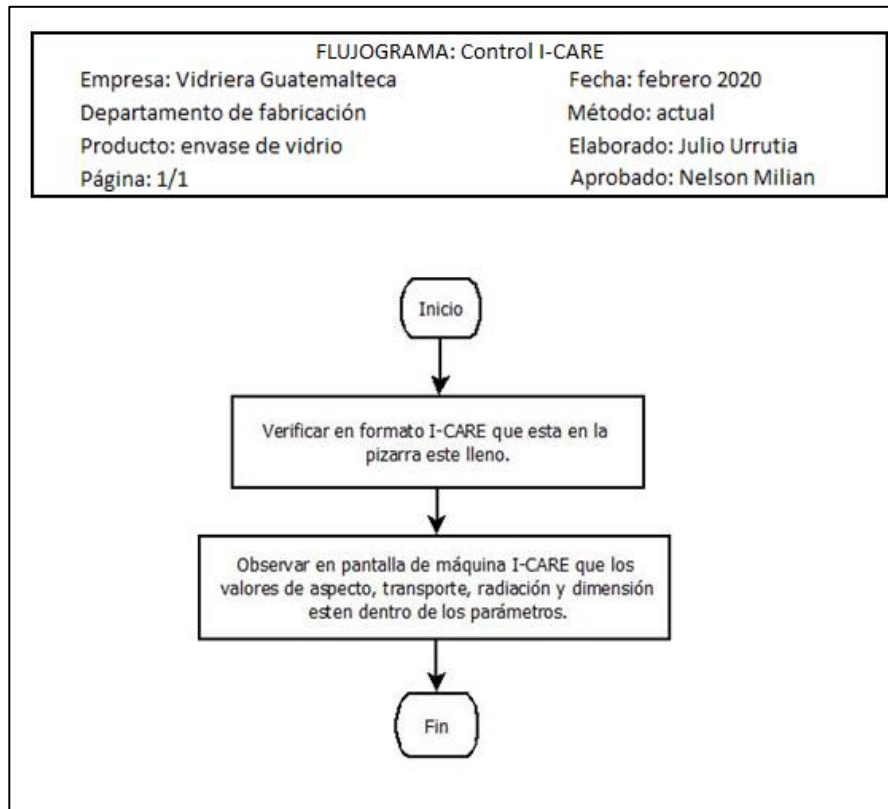 FLUJOGRAMA: Control I-CARE
Empresa: Vidriera Guatemalteca
Fecha: febrero 2020
Departamento de fabricación
Método: actual
Producto: envase de vidrio
Elaborado: Julio Urrutia
Página: 1/1
Aprobado: Nelson Milian
Inicio
Verificar en formato I-CARE que esta en la
pizarra este lleno.
Observar en pantalla de máquina I-CARE que los
valores de aspecto, transporte, radiación y dimensión
esten dentro de los parámetros.
Fin